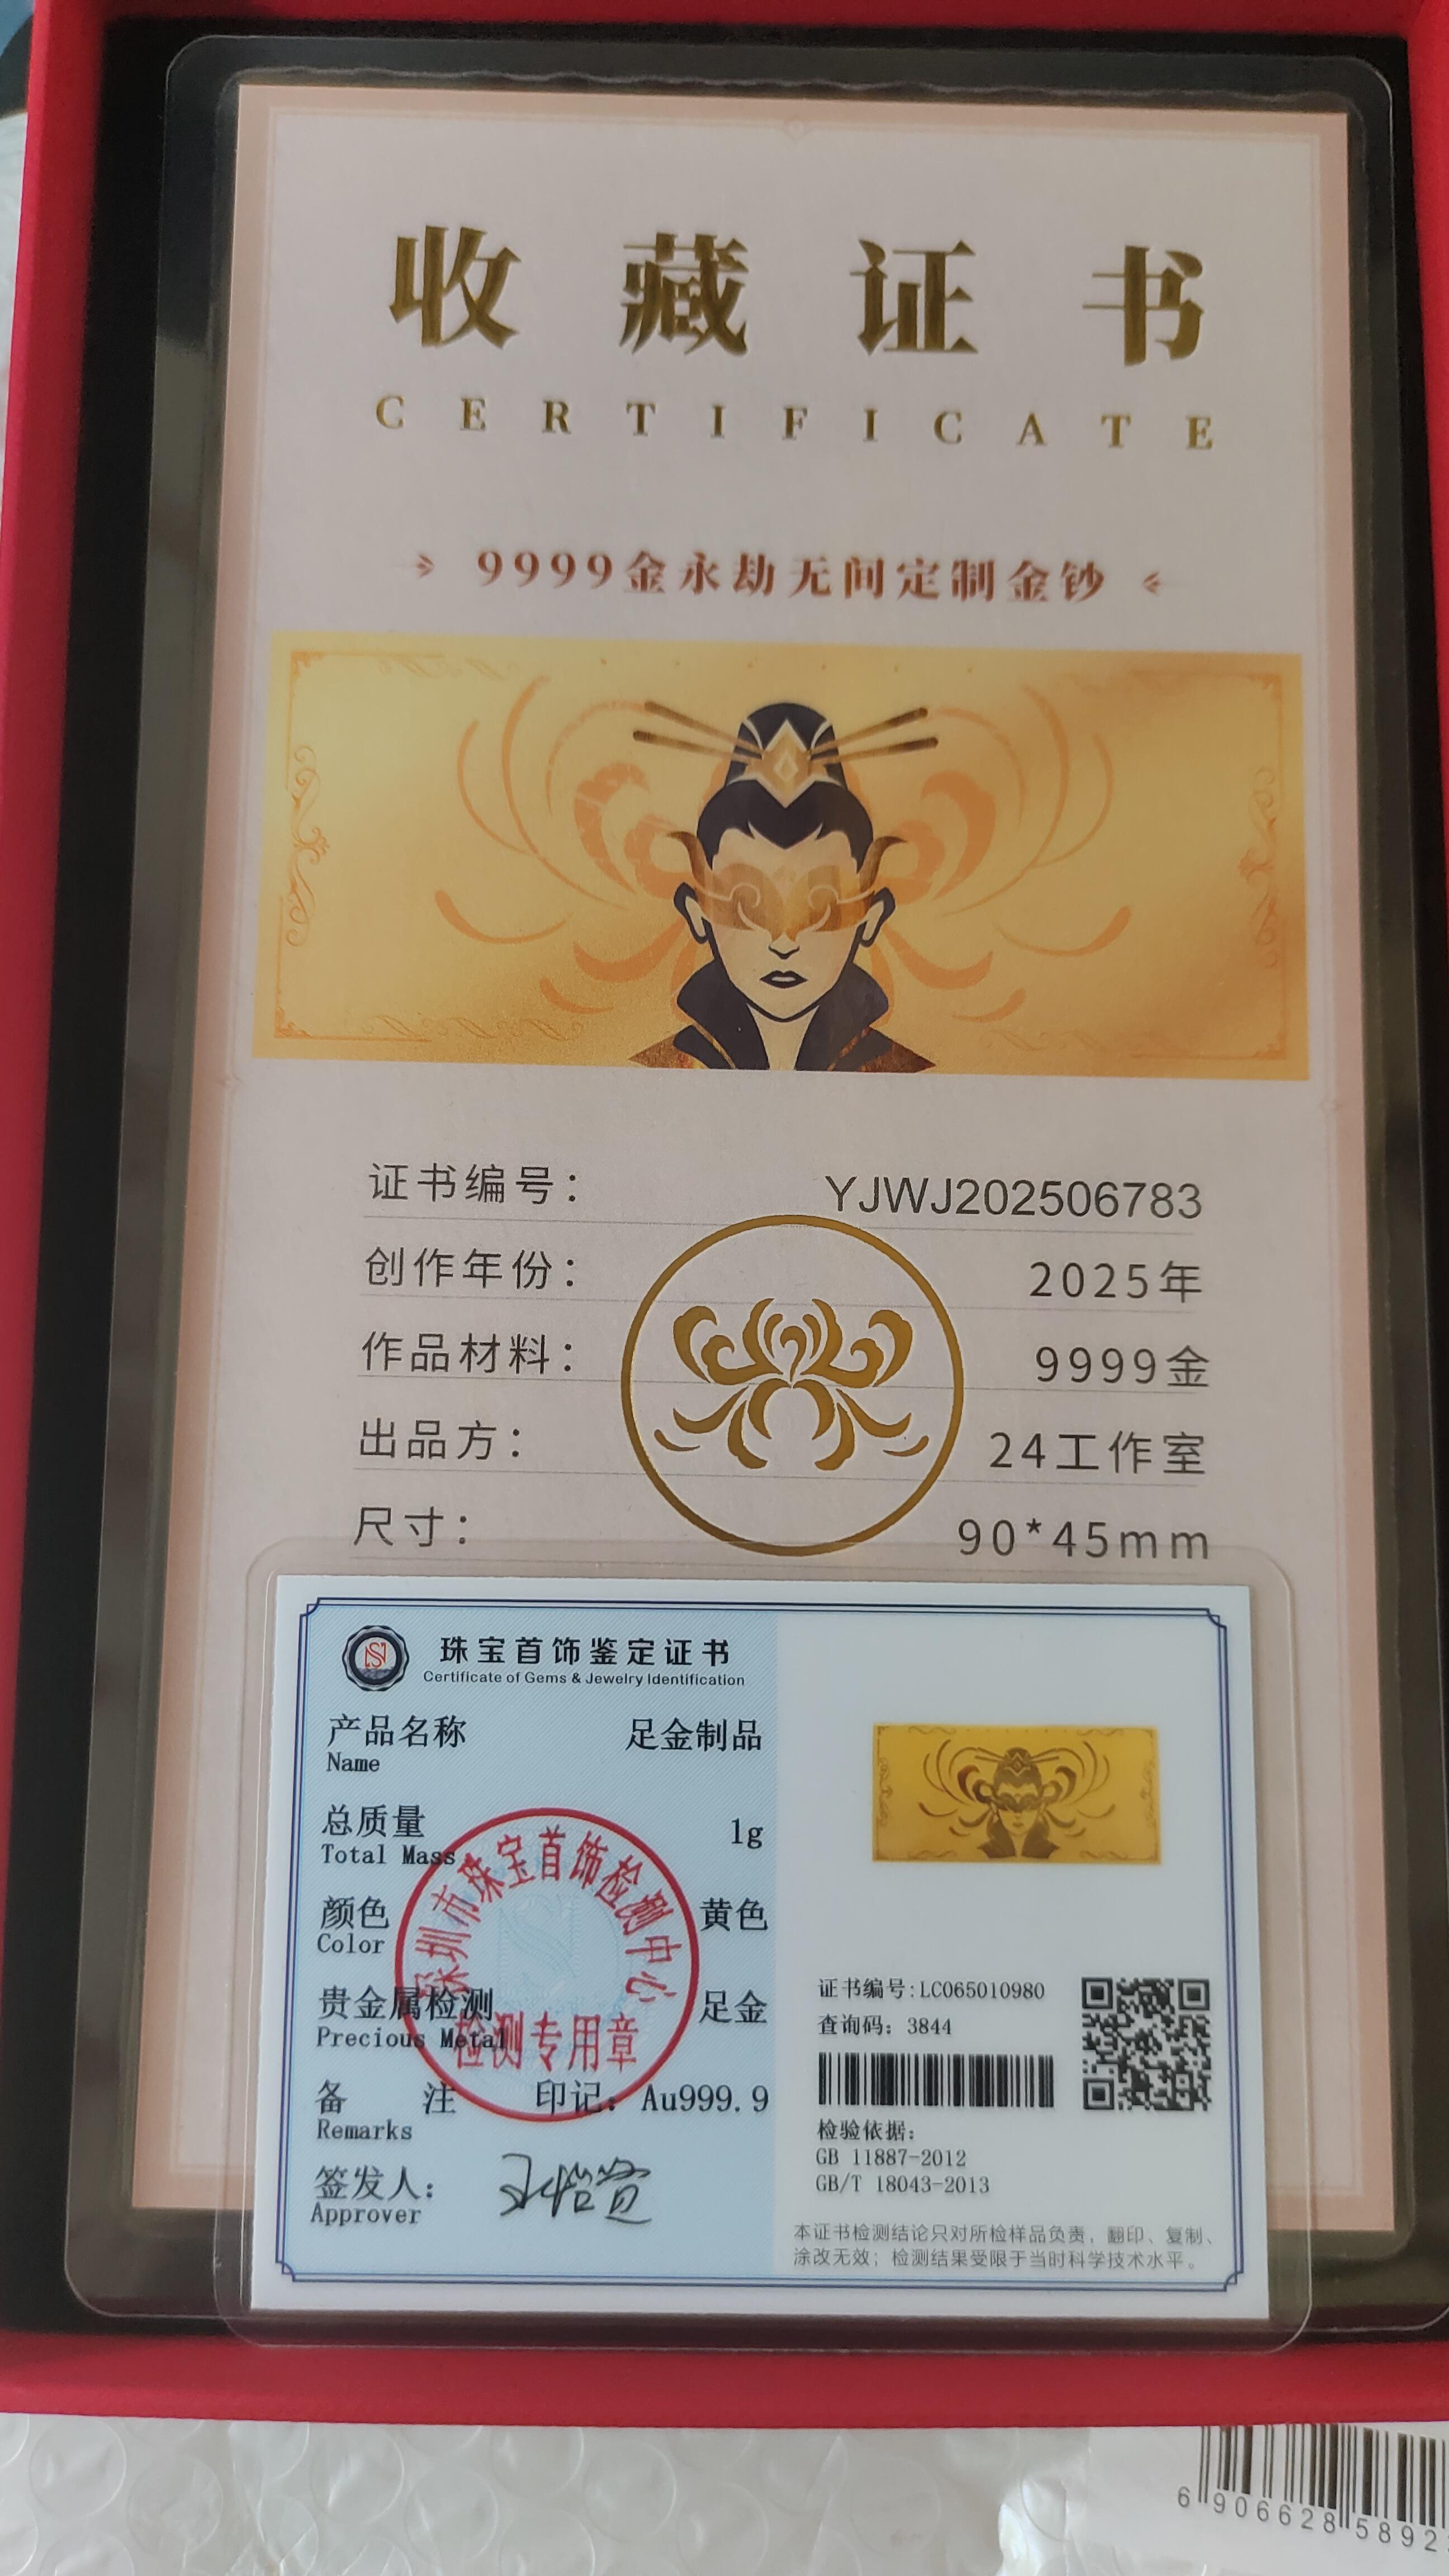 收藏证书
CERTIFICATE
9999金永劫无间定制金钞
证书编号： YJWJ202506783
创作年份： 2025年
作品材料： 9999金
出品方： 24工作室
尺寸： 90*45mm
珠宝首饰鉴定证书
Certificate of Gems & Jewelry Identification
产品名称 足金制品
Name
总质量 1g
Total Mass
颜色 黄色
Color
贵金属检测 足金
Precious Metal
备 注 印记：Au999.9
Remarks
签发人：
Approver
深圳市珠宝首饰检测中心
检测专用章
证书编号:LC065010980
查询码：3844
检验依据：
GB 11887-2012
GB/T 18043-2013
本证书检测结论只对所检样品负责，翻印、复制、
涂改无效；检测结果受限于当时科学技术水平。
6 906628 5892